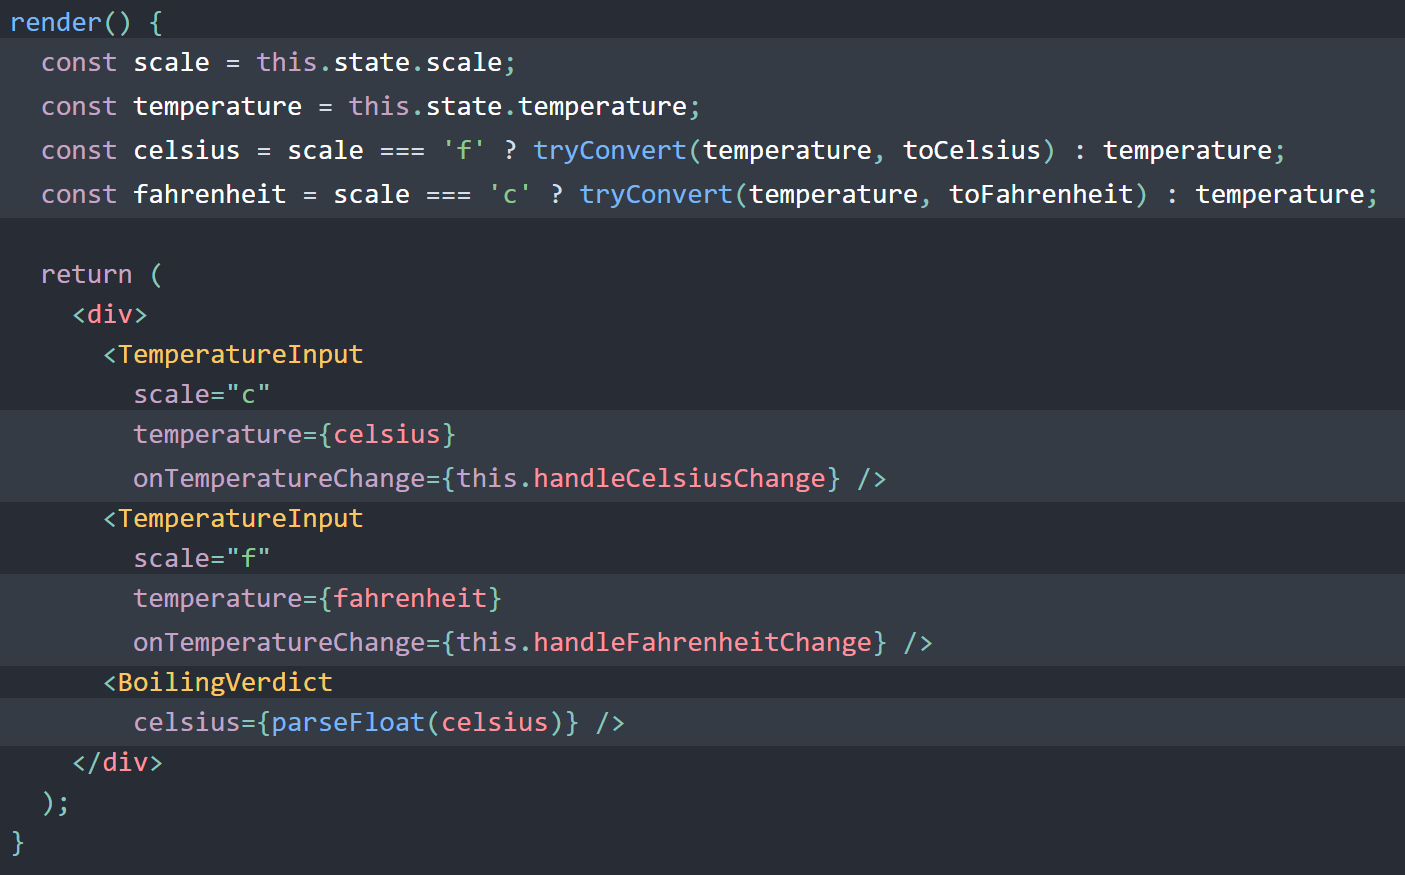 render() {
  const scale = this.state.scale;
  const temperature = this.state.temperature;
  const celsius = scale === 'f' ? tryConvert(temperature, toCelsius) : temperature;
  const fahrenheit = scale === 'c' ? tryConvert(temperature, toFahrenheit) : temperature;

  return (
    <div>
      <TemperatureInput
        scale="c"
        temperature={celsius}
        onTemperatureChange={this.handleCelsiusChange} />
      <TemperatureInput
        scale="f"
        temperature={fahrenheit}
        onTemperatureChange={this.handleFahrenheitChange} />
      <BoilingVerdict
        celsius={parseFloat(celsius)} />
    </div>
  );
}